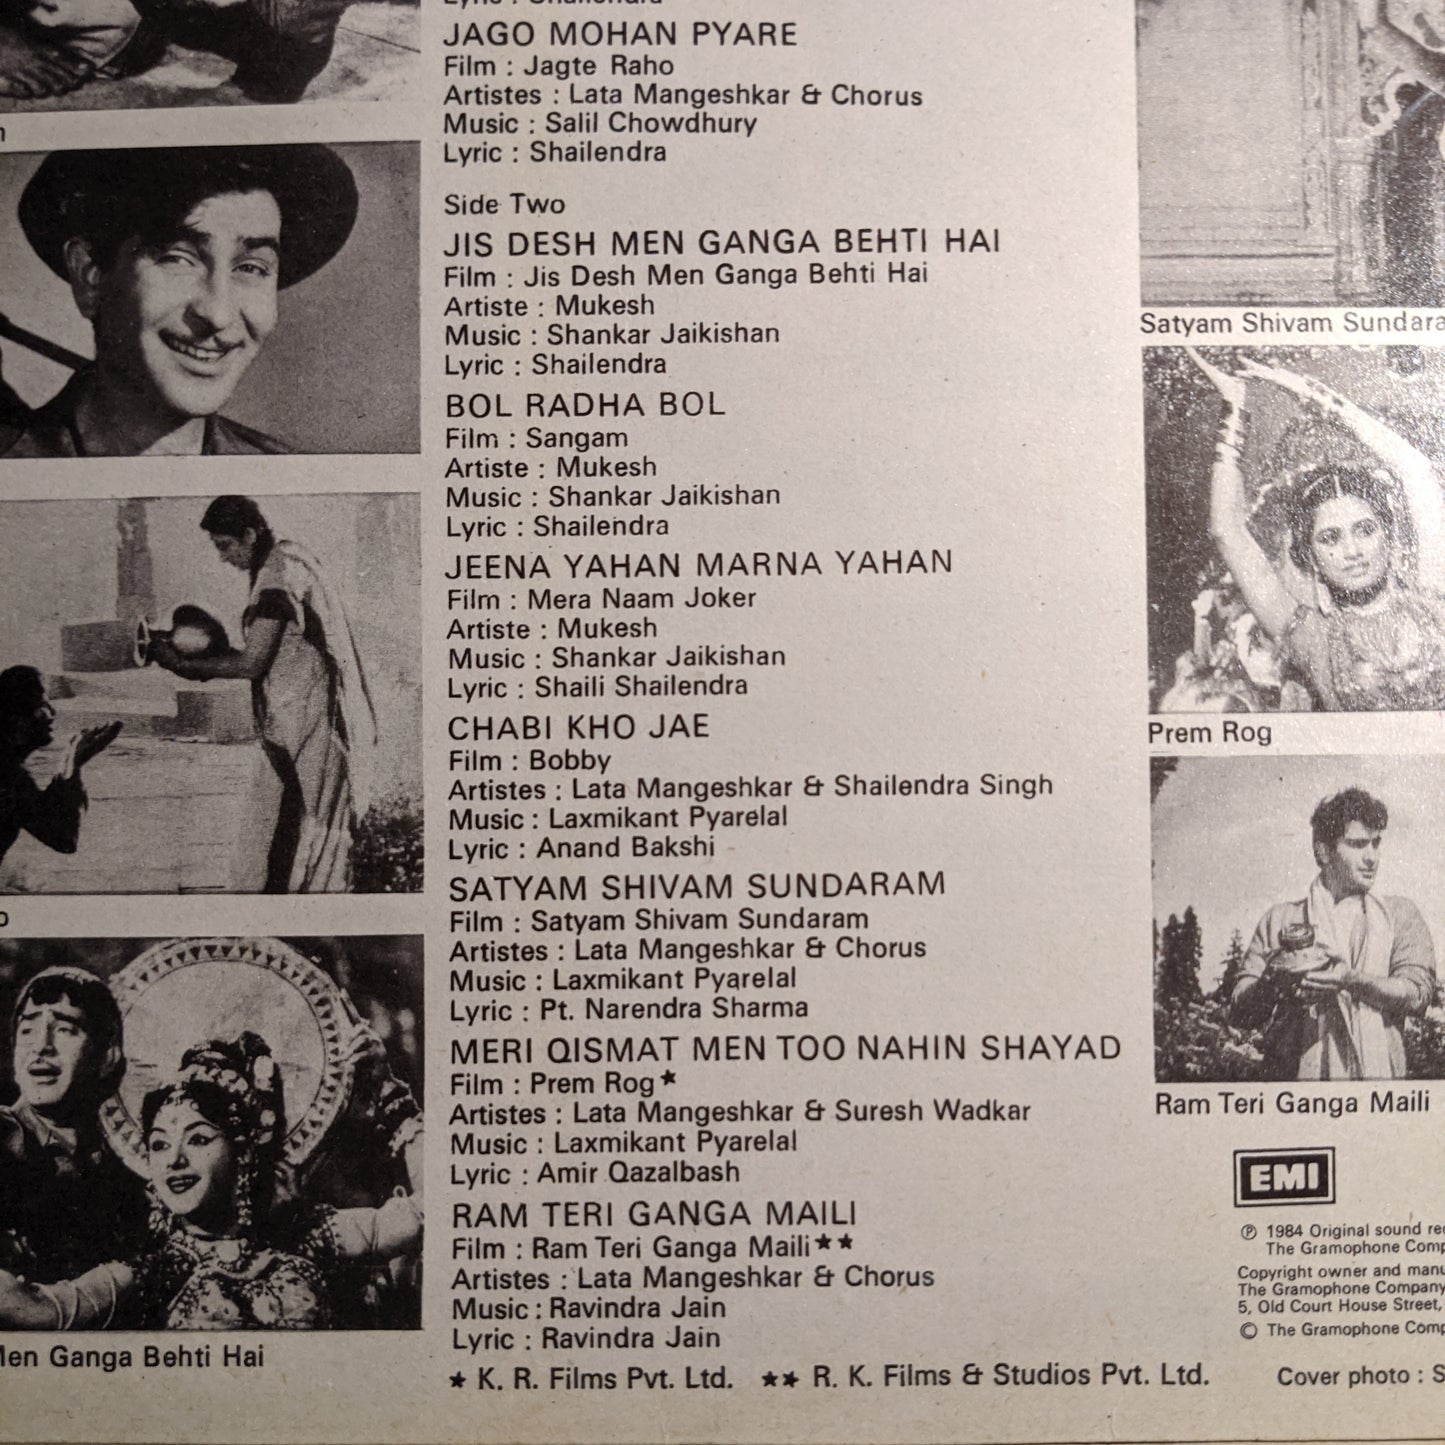 JAGO MOHAN PYARE
Film : Jagte Raho
Artistes : Lata Mangeshkar & Chorus
Music : Salil Chowdhury
Lyric : Shailendra
Side Two
JIS DESH MEN GANGA BEHTI HAI
Film : Jis Desh Men Ganga Behti Hai
Artiste : Mukesh
Music : Shankar Jaikishan
Lyric : Shailendra
BOL RADHA BOL
Film : Sangam
Artiste : Mukesh
Music : Shankar Jaikishan
Lyric : Shailendra
JEENA YAHAN MARNA YAHAN
Film : Mera Naam Joker
Artiste : Mukesh
Music : Shankar Jaikishan
Lyric : Shaili Shailendra
CHABI KHO JAE
Film : Bobby
Artistes : Lata Mangeshkar & Shailendra Singh
Music : Laxmikant Pyarelal
Lyric : Anand Bakshi
SATYAM SHIVAM SUNDARAM
Film : Satyam Shivam Sundaram
Artistes : Lata Mangeshkar & Chorus
Music : Laxmikant Pyarelal
Lyric : Pt. Narendra Sharma
MERI QISMAT MEN TOO NAHIN SHAYAD
Film : Prem Rog★
Artistes : Lata Mangeshkar & Suresh Wadkar
Music : Laxmikant Pyarelal
Lyric : Amir Qazalbash
RAM TERI GANGA MAILI
Film : Ram Teri Ganga Maili★★
Artistes : Lata Mangeshkar & Chorus
Music : Ravindra Jain
Lyric : Ravindra Jain
★ K. R. Films Pvt. Ltd. ★★ R. K. Films & Studios Pvt. Ltd.
Ganga Behti Hai
Satyam Shivam
Prem Rog
Ram Teri Ganga Maili
EMI
℗ 1984 Original sound
The Gramophone
Copyright owner and
The Gramophone Company
5, Old Court House Street,
© The Gramophone
Cover photo :